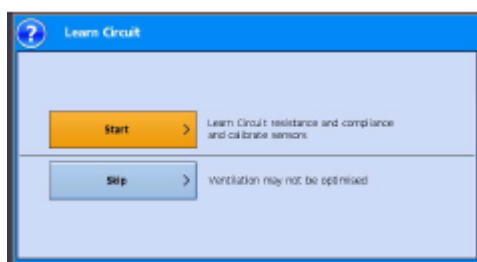 ?
Learn Circuit
Start >
Learn Circuit resistance and compliance
and calibrate sensors
Skip >
Ventilation may not be optimised